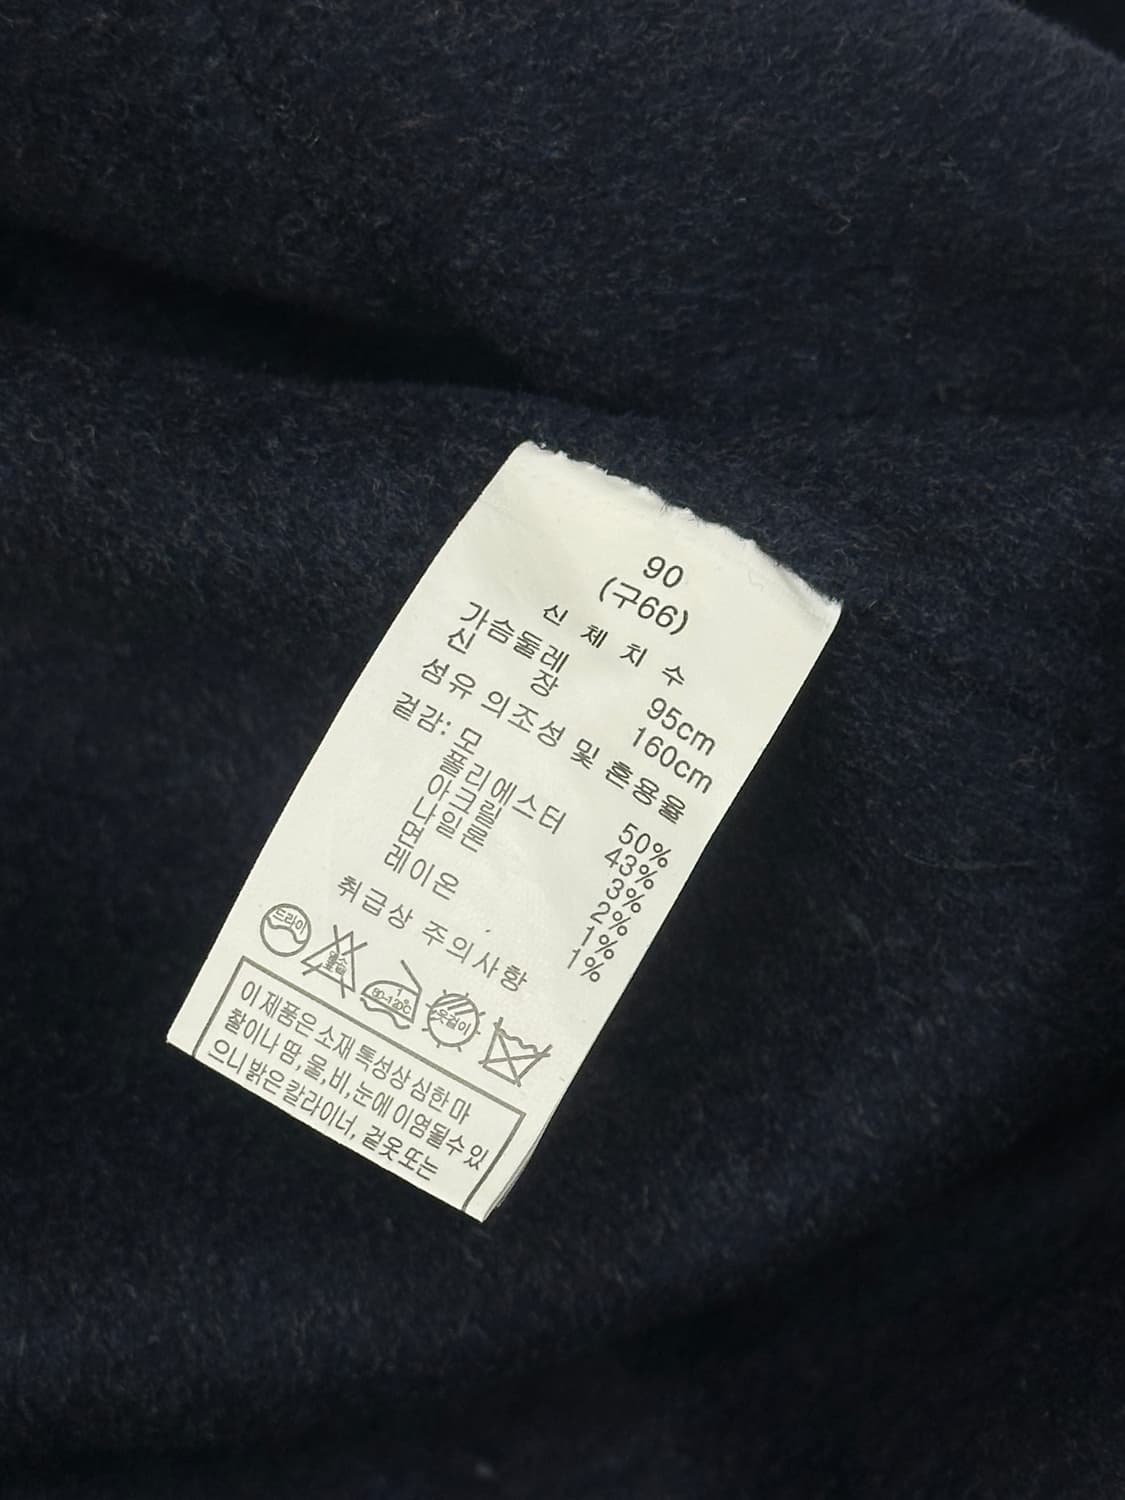 90
(구66)
신 체 치 수
가슴둘레 95cm
신 장 160cm
섬유 의조성 및 혼용율
겉감: 모 50%
폴리에스터 43%
아크릴 3%
나일론 2%
면 1%
레이온 1%
취급상 주의사항
드라이
80~120℃
옷걸이
이 제품은 소재 특성상 심한 마
찰이나 땀,물,비,눈에 이염될수 있
으니 밝은 칼라이너, 겉옷 또는